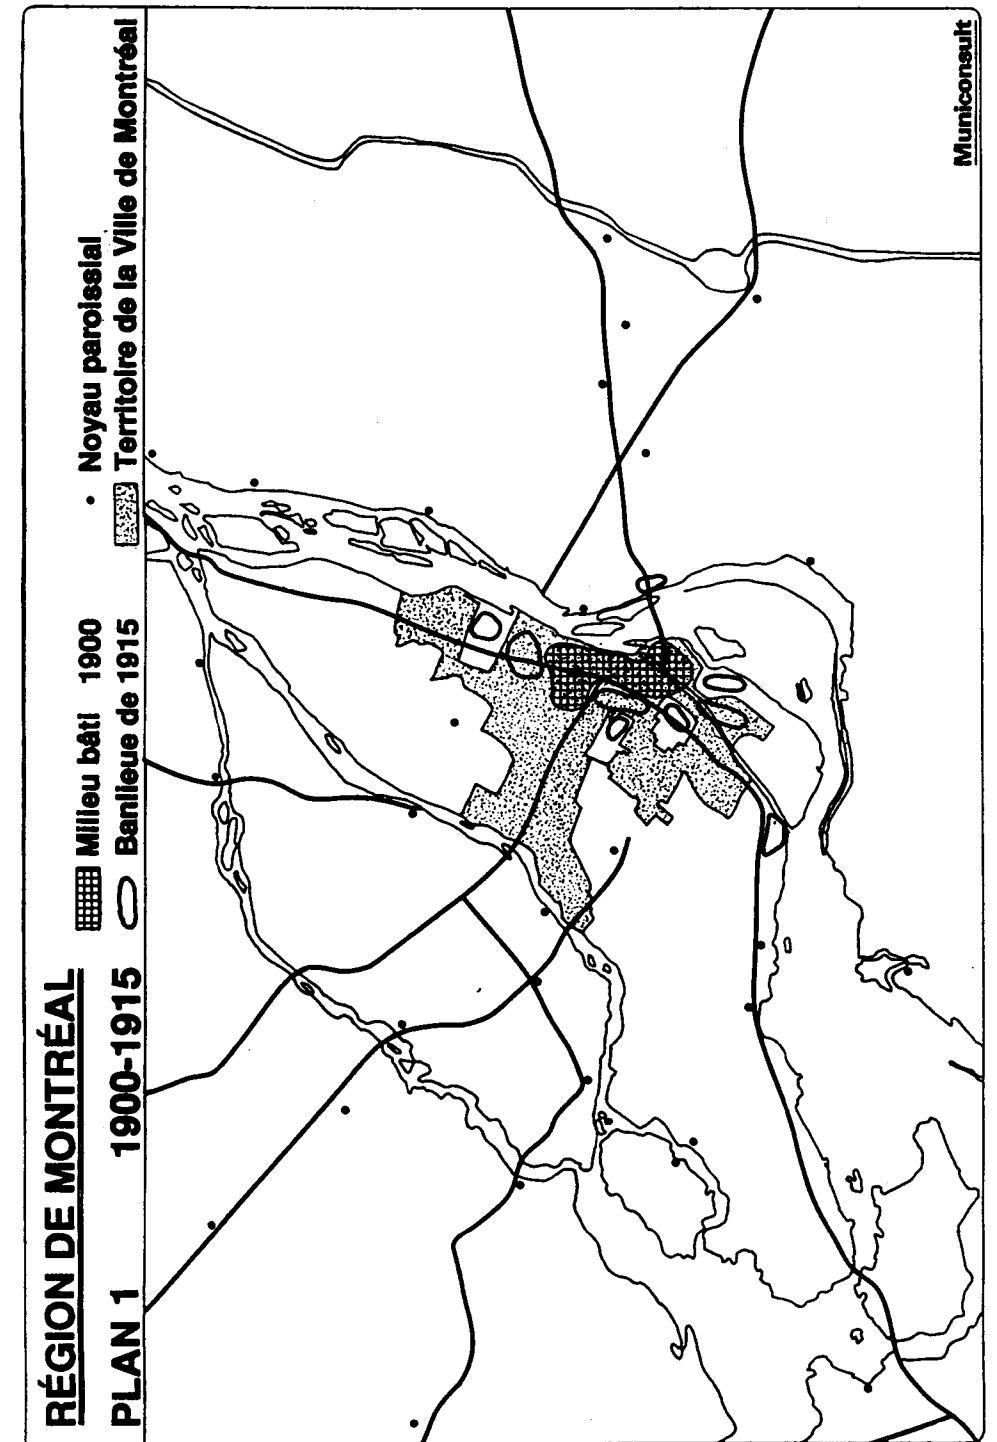 RÉGION DE MONTRÉAL
PLAN 1 1900-1915
Milieu bâti 1900
Banlieue de 1915
Noyau paroissial
Territoire de la Ville de Montréal
Municonsult